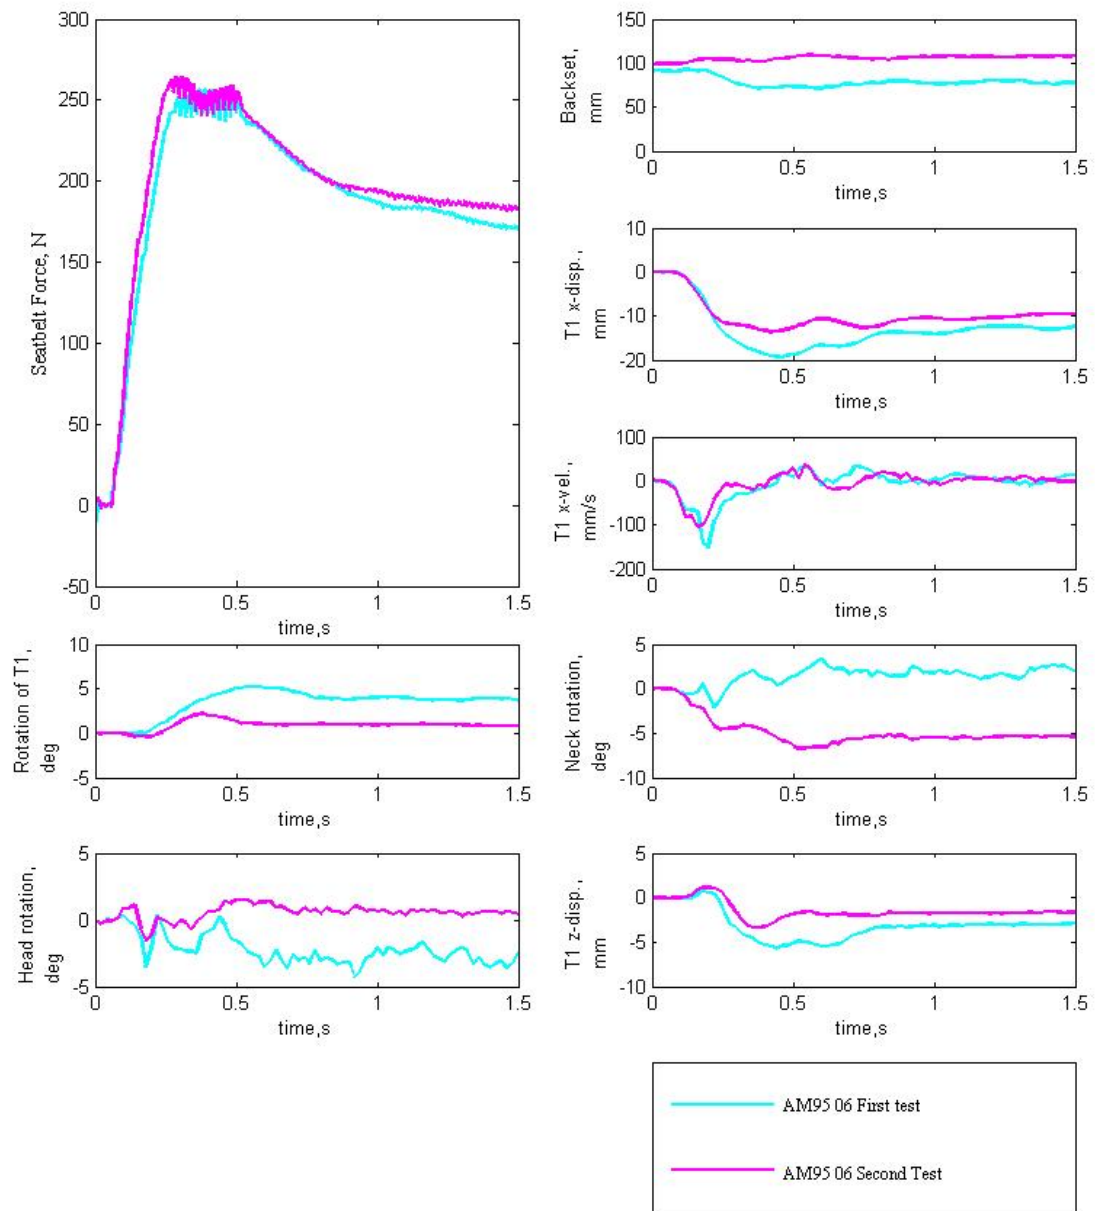 300
250
200
150
100
50
0
-50
Seatbelt Force, N
0
0.5
1
1.5
time,s
150
100
50
0
Backset,
mm
0
0.5
1
1.5
time,s
10
0
-10
-20
T1 x-disp.,
mm
0
0.5
1
1.5
time,s
100
0
-100
-200
T1 x-vel.,
mm/s
0
0.5
1
1.5
time,s
10
5
0
-5
Rotation of T1,
deg
0
0.5
1
1.5
time,s
5
0
-5
-10
Neck rotation,
deg
0
0.5
1
1.5
time,s
5
0
-5
Head rotation,
deg
0
0.5
1
1.5
time,s
5
0
-5
-10
T1 z-disp.,
mm
0
0.5
1
1.5
time,s
AM95 06 First test
AM95 06 Second Test